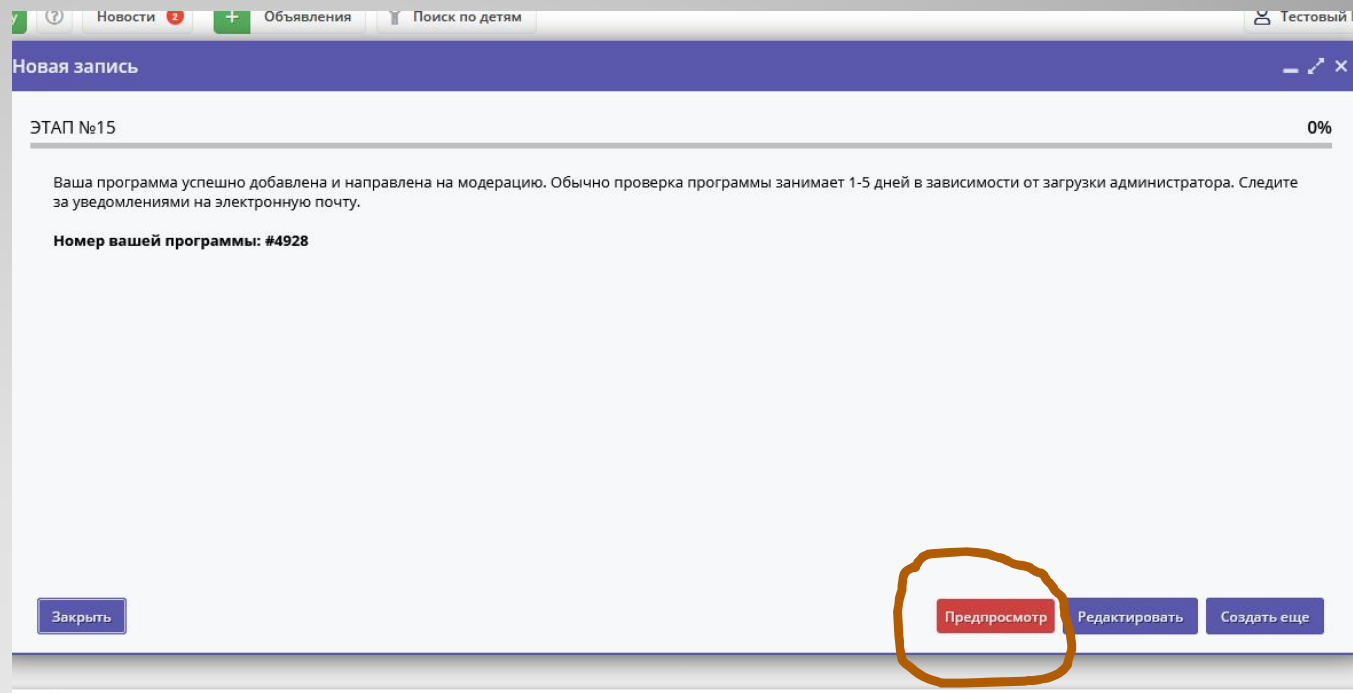 ? Новости 2 + Объявления Поиск по детям Тестовый
Новая запись
ЭТАП №15 0%
Ваша программа успешно добавлена и направлена на модерацию. Обычно проверка программы занимает 1-5 дней в зависимости от загрузки администратора. Следите
за уведомлениями на электронную почту.
Номер вашей программы: #4928
Закрыть Предпросмотр Редактировать Создать еще